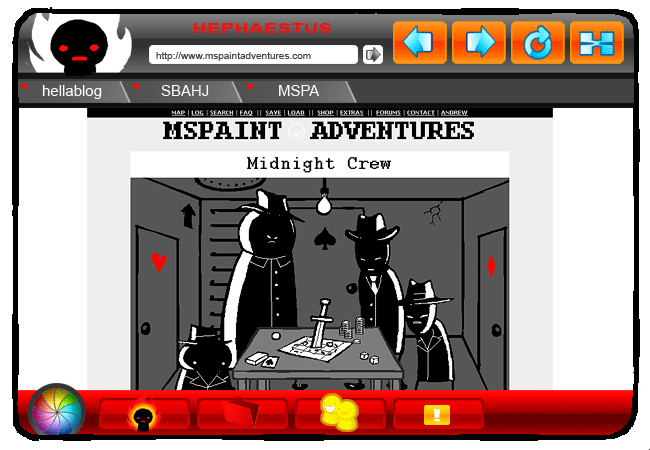 HEPHAESTUS
http://www.mspaintadventures.com
hellablog SBAHJ MSPA
MAP | LOG | SEARCH | FAQ || SAVE | LOAD || SHOP | EXTRAS || FORUMS | CONTACT | ANDREW
MSPAINT ADVENTURES
Midnight Crew